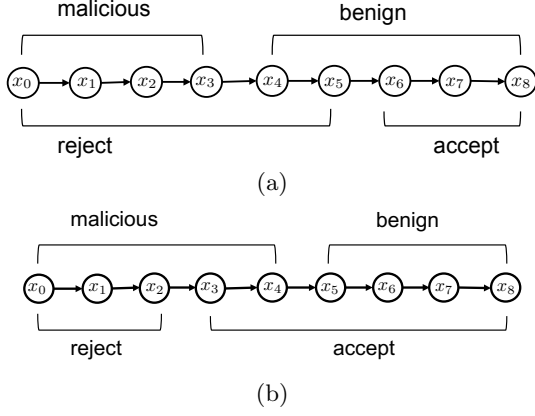 malicious benign
x₀ x₁ x₂ x₃ x₄ x₅ x₆ x₇ x₈
reject accept
(a)
malicious benign
x₀ x₁ x₂ x₃ x₄ x₅ x₆ x₇ x₈
reject accept
(b)